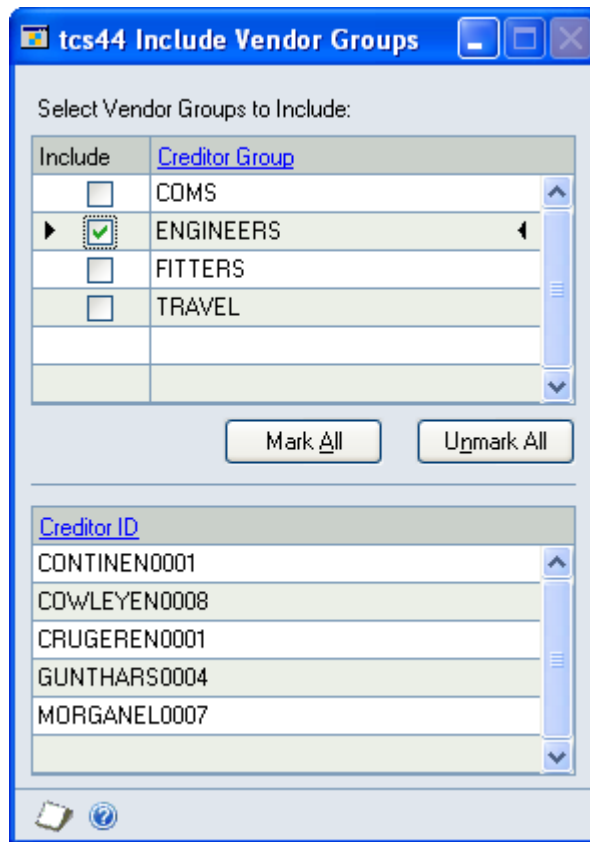 tcs44 Include Vendor Groups
Select Vendor Groups to Include:
Include Creditor Group
COMS
ENGINEERS
FITTERS
TRAVEL
Mark All Unmark All
Creditor ID
CONTINEN0001
COWLEYEN0008
CRUGEREN0001
GUNTHARS0004
MORGANEL0007